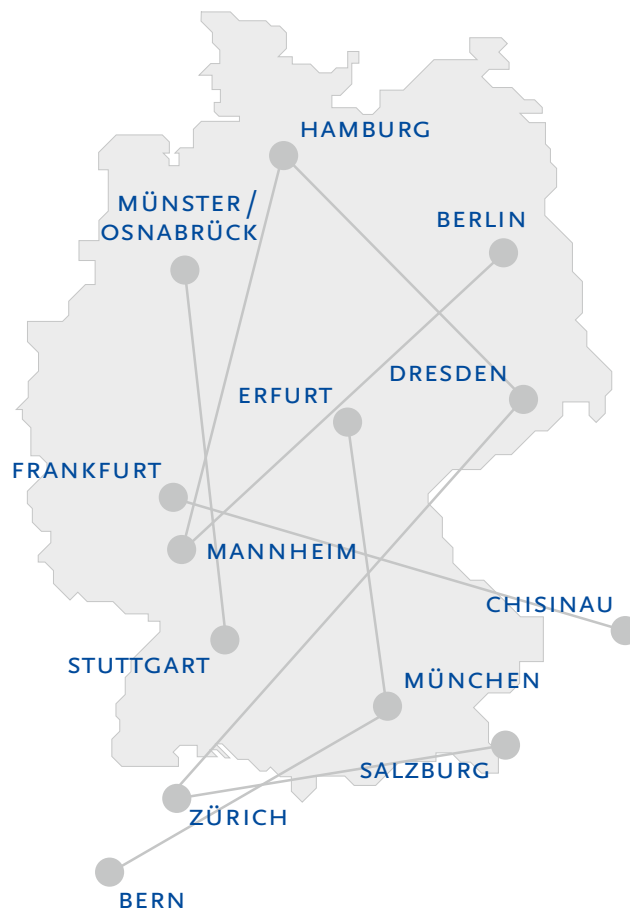 HAMBURG
MÜNSTER/
OSNABRÜCK
BERLIN
DRESDEN
ERFURT
FRANKFURT
MANNHEIM
CHISINAU
STUTTGART
MÜNCHEN
SALZBURG
ZÜRICH
BERN